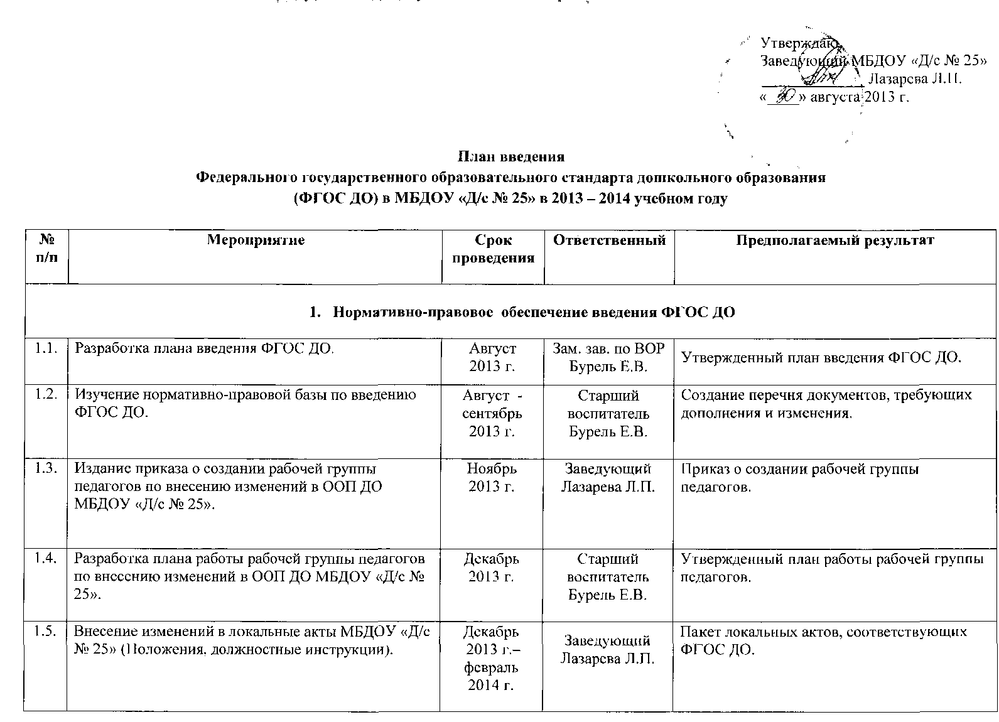 Утверждаю
Заведующий МБДОУ «Д/с № 25»
Лазарева Л.П.
«30» августа 2013 г.
План введения
Федерального государственного образовательного стандарта дошкольного образования
(ФГОС ДО) в МБДОУ «Д/с № 25» в 2013 – 2014 учебном году
№ п/п
Мероприятие
Срок проведения
Ответственный
Предполагаемый результат
1. Нормативно-правовое обеспечение введения ФГОС ДО
1.1.
Разработка плана введения ФГОС ДО.
Август
2013 г.
Зам. зав. по ВОР
Бурель Е.В.
Утвержденный план введения ФГОС ДО.
1.2.
Изучение нормативно-правовой базы по введению
ФГОС ДО.
Август -
сентябрь
2013 г.
Старший
воспитатель
Бурель Е.В.
Создание перечня документов, требующих
дополнения и изменения.
1.3.
Издание приказа о создании рабочей группы
педагогов по внесению изменений в ООП ДО
МБДОУ «Д/с № 25».
Ноябрь
2013 г.
Заведующий
Лазарева Л.П.
Приказ о создании рабочей группы
педагогов.
1.4.
Разработка плана работы рабочей группы педагогов
по внесению изменений в ООП ДО МБДОУ «Д/с №
25».
Декабрь
2013 г.
Старший
воспитатель
Бурель Е.В.
Утвержденный план работы рабочей группы
педагогов.
1.5.
Внесение изменений в локальные акты МБДОУ «Д/с
№ 25» (Положения, должностные инструкции).
Декабрь
2013 г.–
февраль
2014 г.
Заведующий
Лазарева Л.П.
Пакет локальных актов, соответствующих
ФГОС ДО.